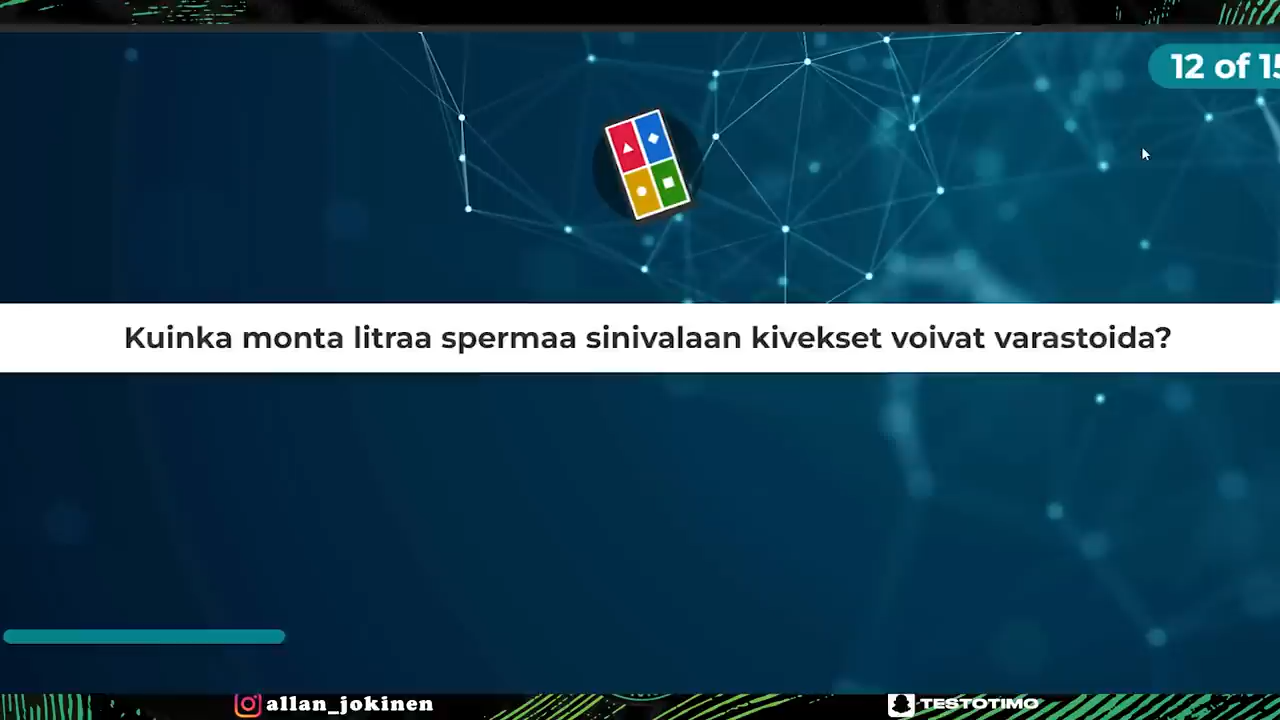 12 of 15
Kuinka monta litraa spermaa sinivalaan kivekset voivat varastoida?
allan_jokinen
TESTOTIMO